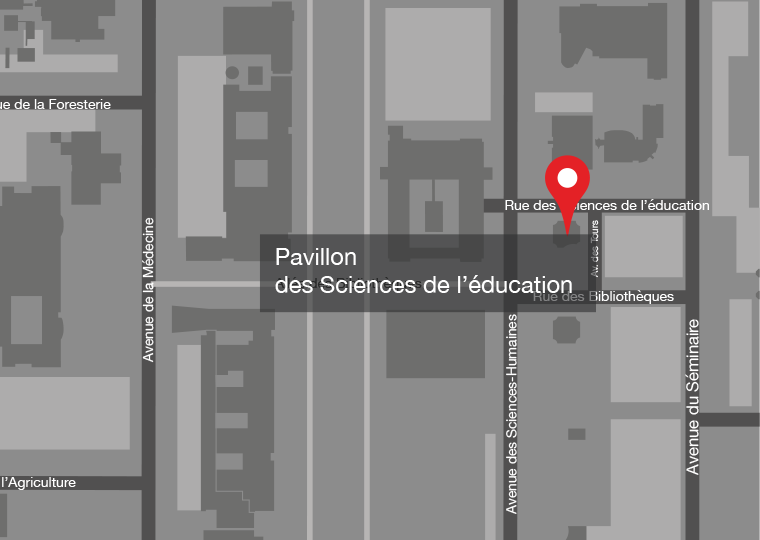 ue de la Foresterie
Rue des Sciences de l'éducation
Avenue de la Médecine
Av. des Tours
Pavillon
des Sciences de l'éducation
Rue des Bibliothèques
Avenue des Sciences-Humaines
Avenue du Séminaire
l'Agriculture